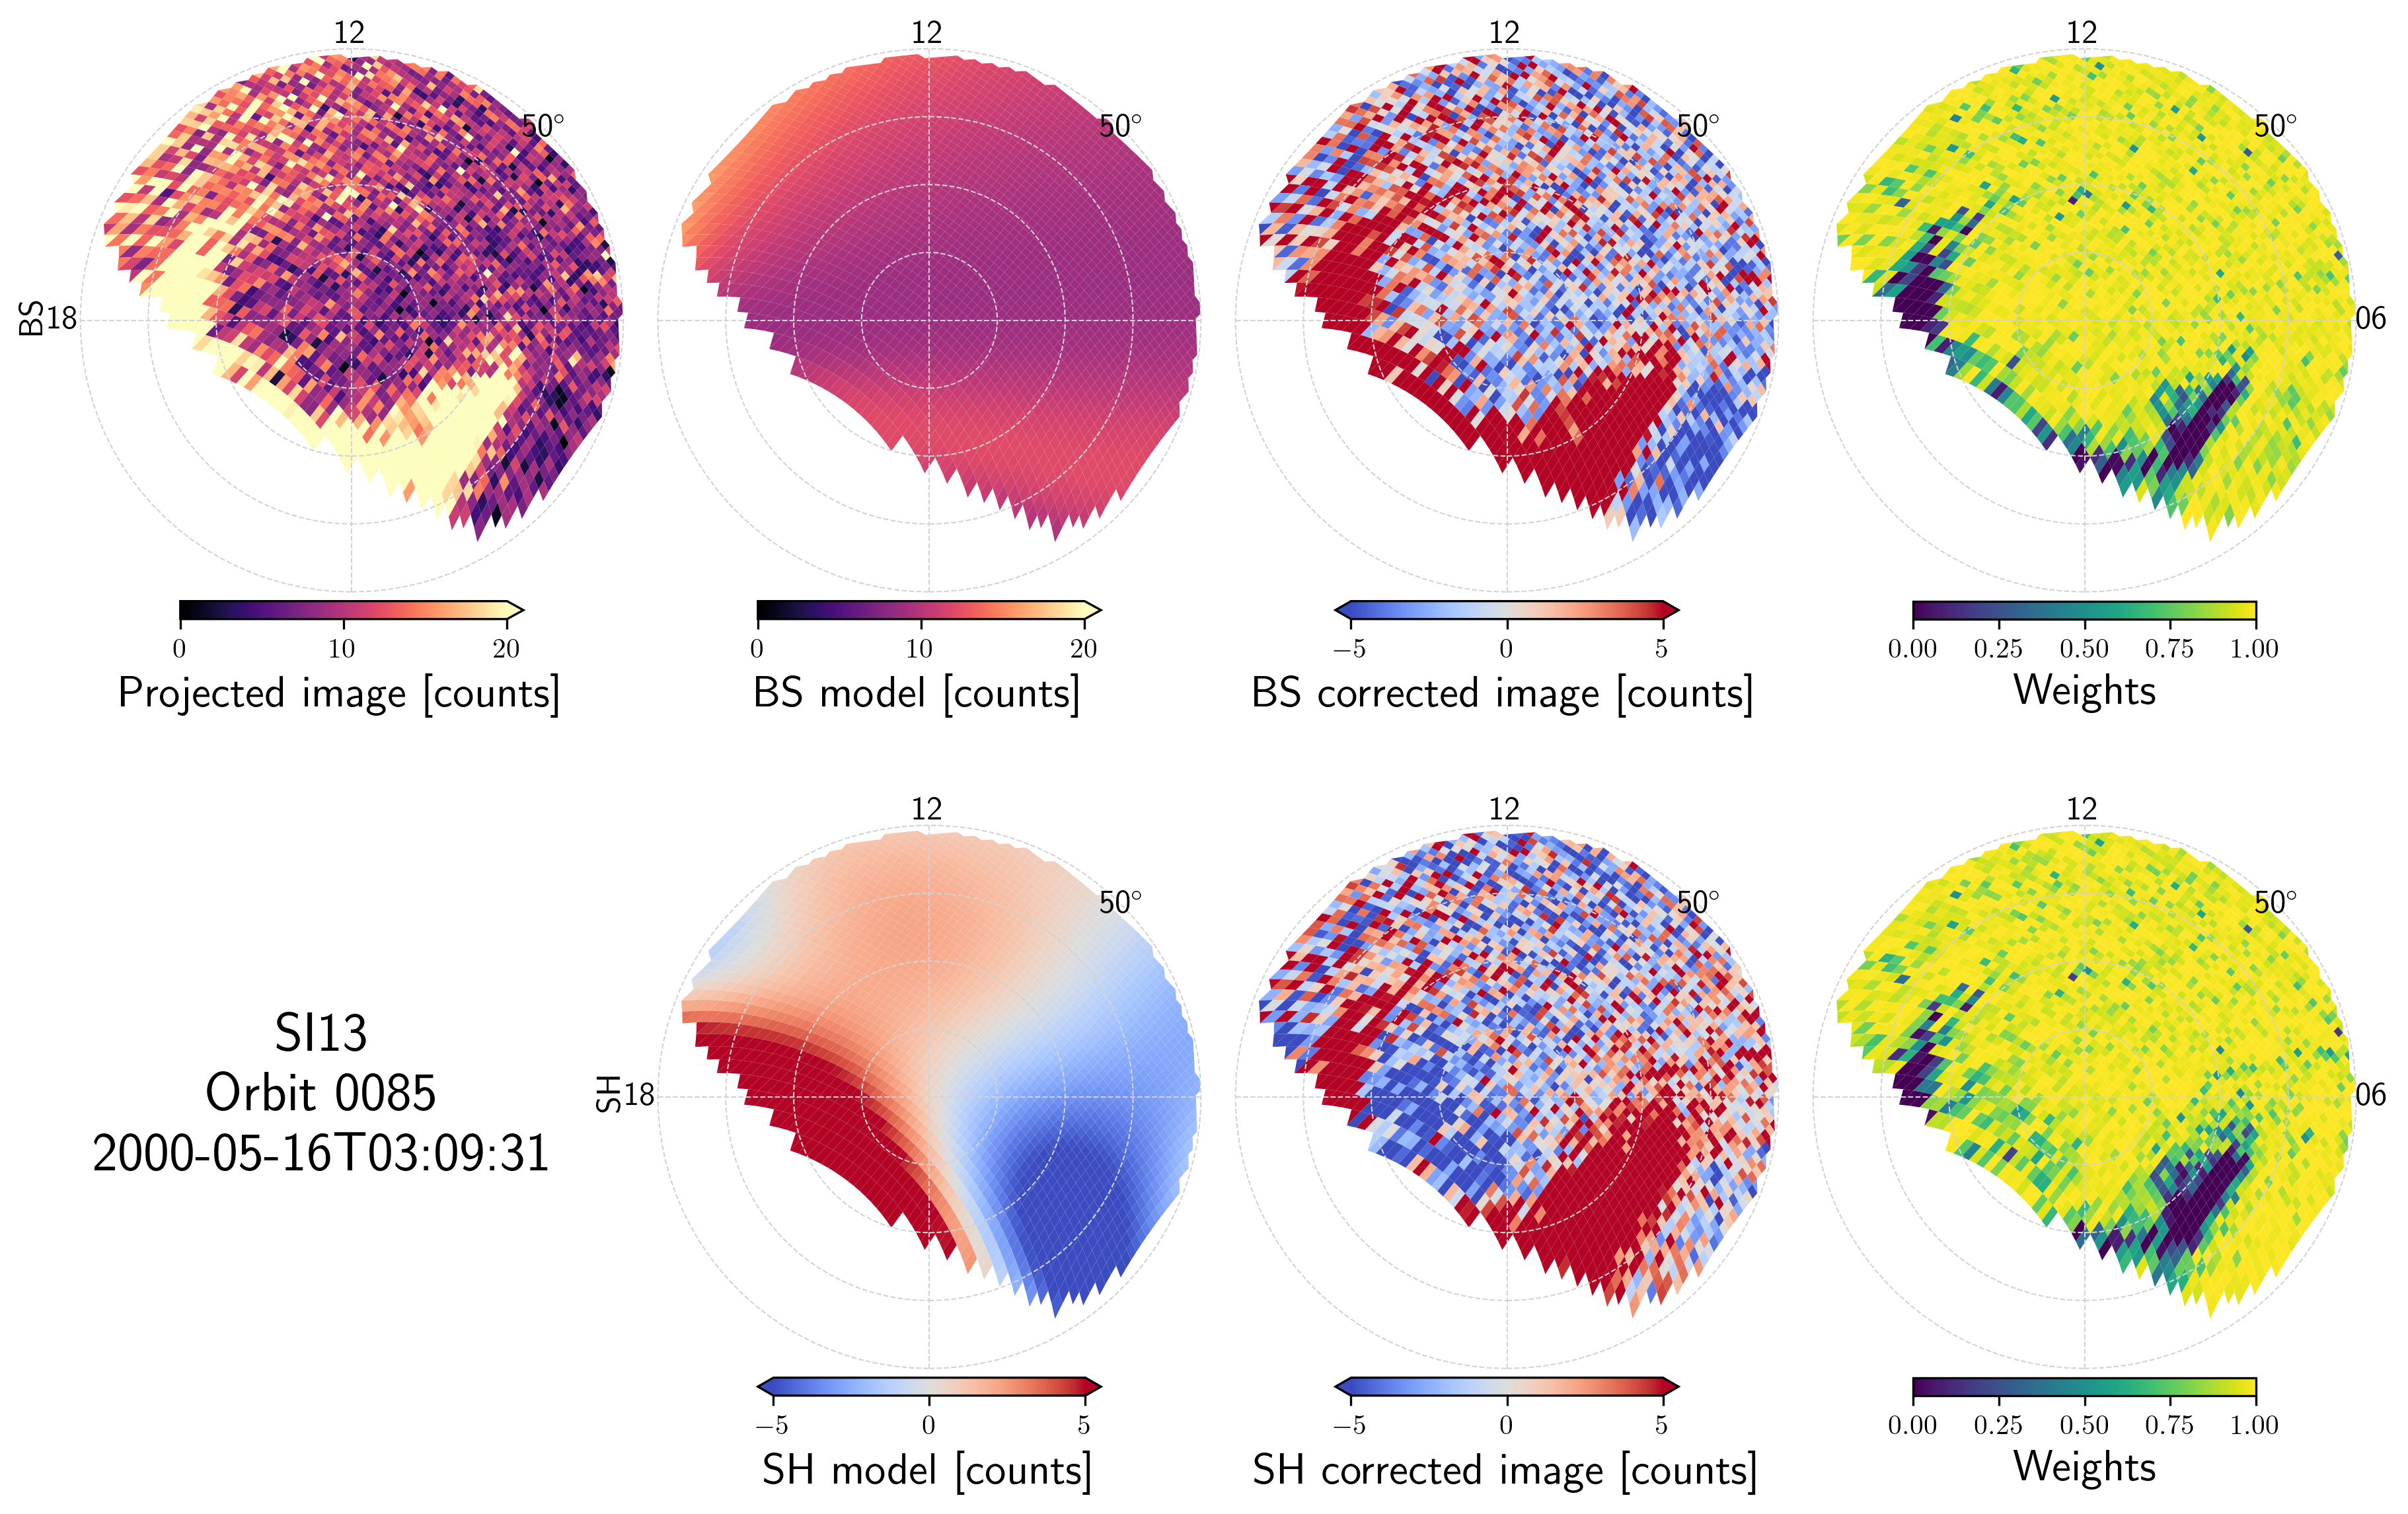 12
12
12
12
50°
50°
50°
50°
BS
18
06
0 10 20
0 10 20
−5 0 5
0.00 0.25 0.50 0.75 1.00
Projected image [counts]
BS model [counts]
BS corrected image [counts]
Weights
12
12
12
50°
50°
50°
SI13
Orbit 0085
2000-05-16T03:09:31
SH
18
06
−5 0 5
−5 0 5
0.00 0.25 0.50 0.75 1.00
SH model [counts]
SH corrected image [counts]
Weights